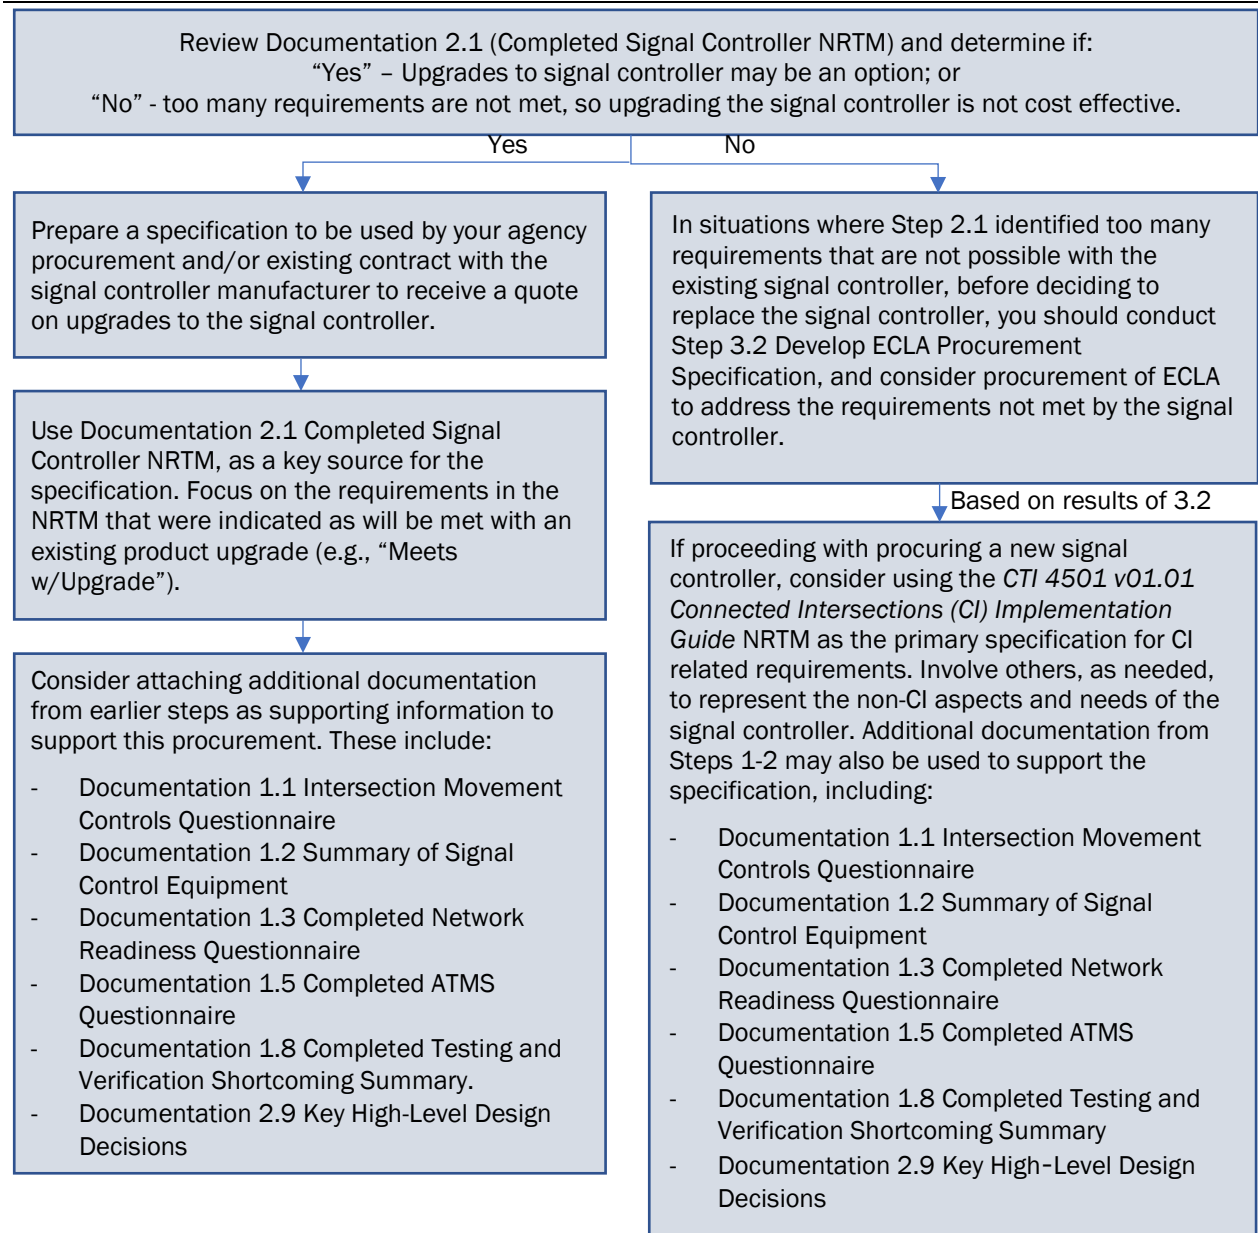 Review Documentation 2.1 (Completed Signal Controller NRTM) and determine if:
“Yes” – Upgrades to signal controller may be an option; or
“No” - too many requirements are not met, so upgrading the signal controller is not cost effective.
Yes
No
Prepare a specification to be used by your agency
procurement and/or existing contract with the
signal controller manufacturer to receive a quote
on upgrades to the signal controller.
Use Documentation 2.1 Completed Signal
Controller NRTM, as a key source for the
specification. Focus on the requirements in the
NRTM that were indicated as will be met with an
existing product upgrade (e.g., “Meets
w/Upgrade”).
Consider attaching additional documentation
from earlier steps as supporting information to
support this procurement. These include:
- Documentation 1.1 Intersection Movement
Controls Questionnaire
- Documentation 1.2 Summary of Signal
Control Equipment
- Documentation 1.3 Completed Network
Readiness Questionnaire
- Documentation 1.5 Completed ATMS
Questionnaire
- Documentation 1.8 Completed Testing and
Verification Shortcoming Summary.
- Documentation 2.9 Key High-Level Design
Decisions
In situations where Step 2.1 identified too many
requirements that are not possible with the
existing signal controller, before deciding to
replace the signal controller, you should conduct
Step 3.2 Develop ECLA Procurement
Specification, and consider procurement of ECLA
to address the requirements not met by the signal
controller.
Based on results of 3.2
If proceeding with procuring a new signal
controller, consider using the CTI 4501 v01.01
Connected Intersections (CI) Implementation
Guide NRTM as the primary specification for CI
related requirements. Involve others, as needed,
to represent the non-CI aspects and needs of the
signal controller. Additional documentation from
Steps 1-2 may also be used to support the
specification, including:
- Documentation 1.1 Intersection Movement
Controls Questionnaire
- Documentation 1.2 Summary of Signal
Control Equipment
- Documentation 1.3 Completed Network
Readiness Questionnaire
- Documentation 1.5 Completed ATMS
Questionnaire
- Documentation 1.8 Completed Testing and
Verification Shortcoming Summary
- Documentation 2.9 Key High-Level Design
Decisions